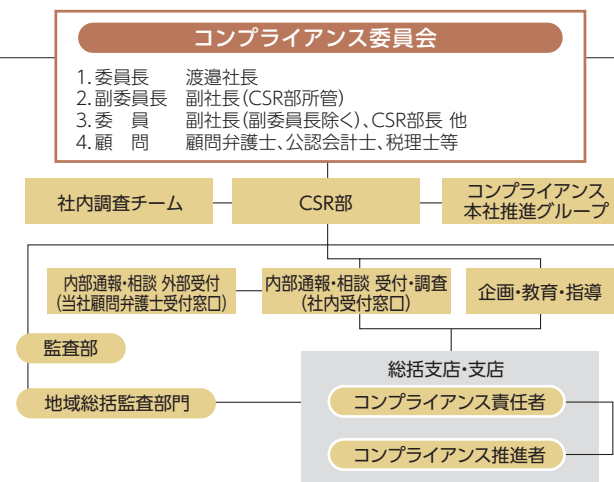 コンプライアンス委員会
1.委員長 渡邉社長
2.副委員長 副社長(CSR部所管)
3.委 員 副社長(副委員長除く)、CSR部長 他
4.顧 問 顧問弁護士、公認会計士、税理士等
社内調査チーム
CSR部
コンプライアンス
本社推進グループ
内部通報・相談 外部受付
(当社顧問弁護士受付窓口)
内部通報・相談 受付・調査
(社内受付窓口)
企画・教育・指導
監査部
総括支店・支店
地域総括監査部門
コンプライアンス責任者
コンプライアンス推進者